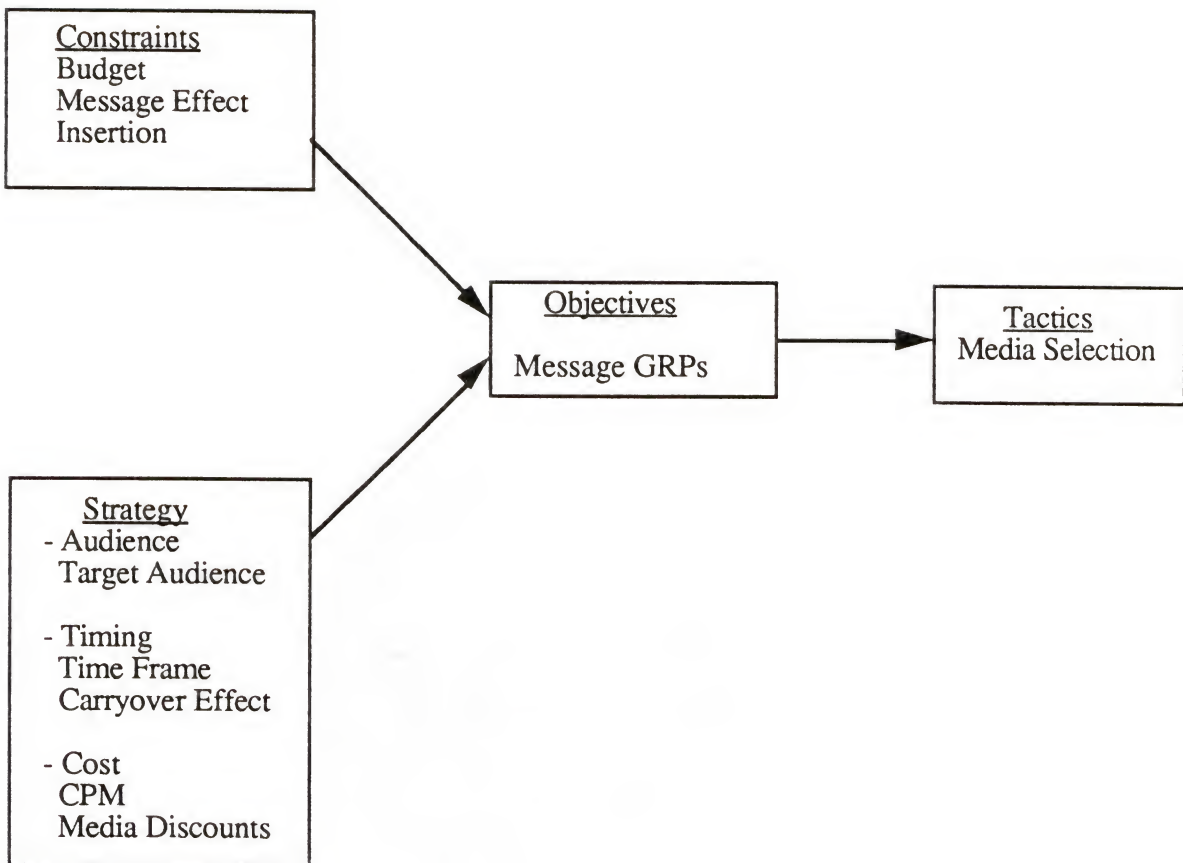 Constraints
Budget
Message Effect
Insertion
Objectives
Message GRPs
Tactics
Media Selection
Strategy
- Audience
Target Audience
- Timing
Time Frame
Carryover Effect
- Cost
CPM
Media Discounts